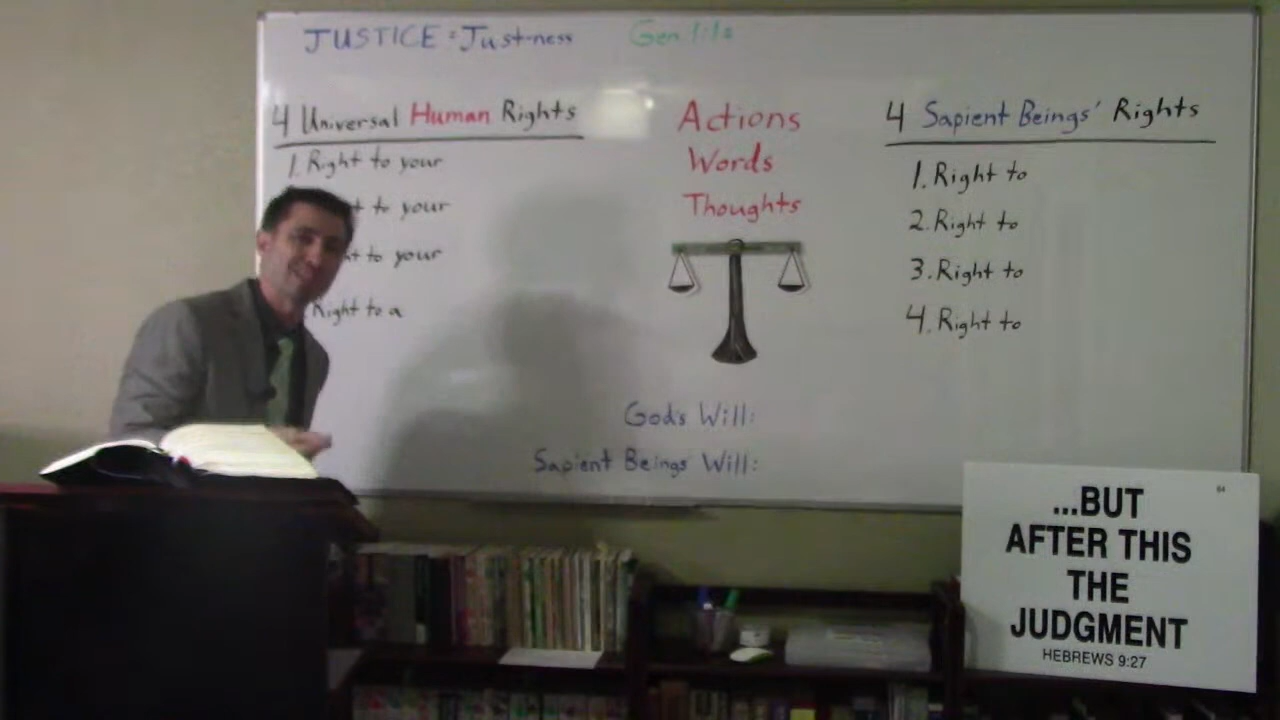 JUSTICE = Just-ness
Gen 1:1
4 Universal Human Rights
1. Right to your
to your
to your
Right to a
Actions
Words
Thoughts
4 Sapient Beings' Rights
1. Right to
2. Right to
3. Right to
4. Right to
God's Will:
Sapient Beings' Will:
64
...BUT
AFTER THIS
THE
JUDGMENT
HEBREWS 9:27